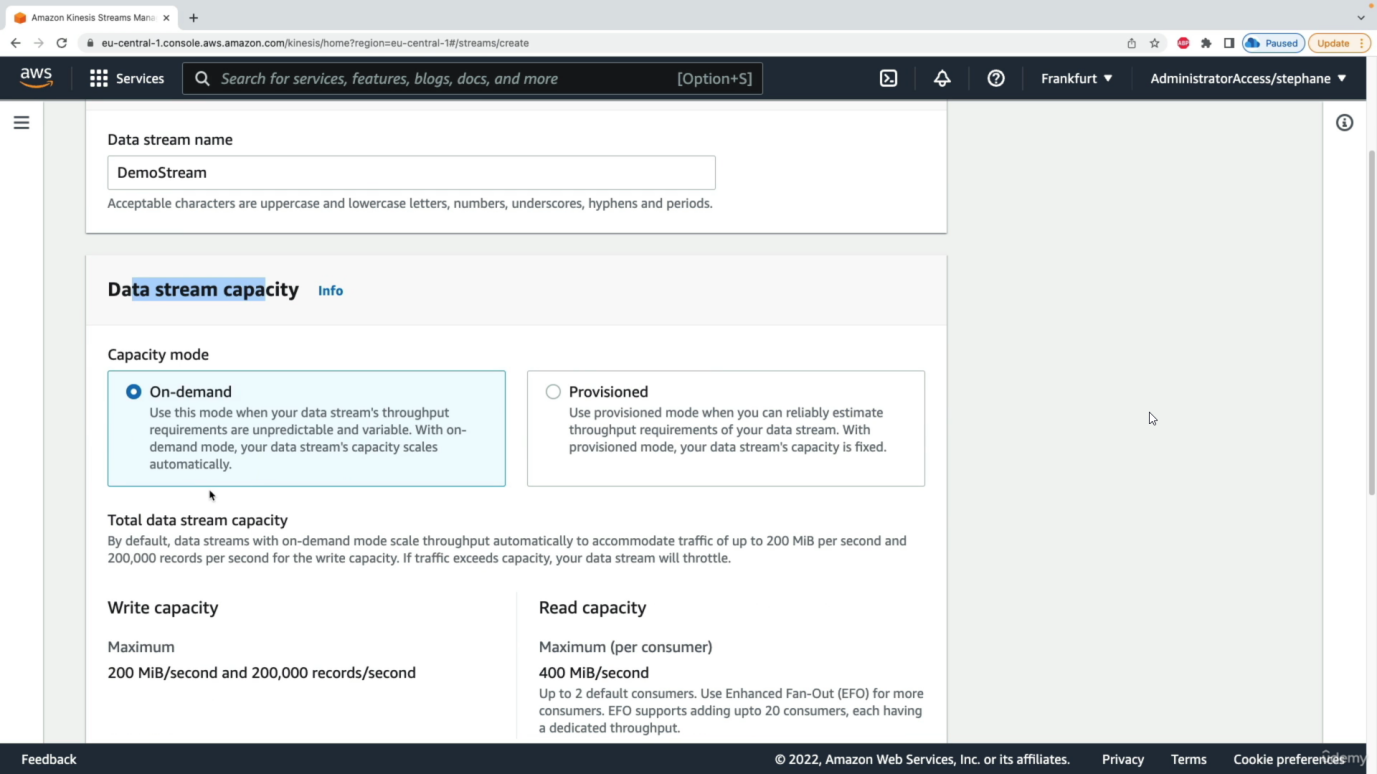 Amazon Kinesis Streams Mana
eu-central-1.console.aws.amazon.com/kinesis/home?region=eu-central-1#/streams/create
ABP
Paused
Update
aws
Services
Search for services, features, blogs, docs, and more
[Option+S]
Frankfurt
AdministratorAccess/stephane
Data stream name
DemoStream
Acceptable characters are uppercase and lowercase letters, numbers, underscores, hyphens and periods.
Data stream capacity Info
Capacity mode
On-demand
Use this mode when your data stream's throughput
requirements are unpredictable and variable. With on-
demand mode, your data stream's capacity scales
automatically.
Provisioned
Use provisioned mode when you can reliably estimate
throughput requirements of your data stream. With
provisioned mode, your data stream's capacity is fixed.
Total data stream capacity
By default, data streams with on-demand mode scale throughput automatically to accommodate traffic of up to 200 MiB per second and
200,000 records per second for the write capacity. If traffic exceeds capacity, your data stream will throttle.
Write capacity
Maximum
200 MiB/second and 200,000 records/second
Read capacity
Maximum (per consumer)
400 MiB/second
Up to 2 default consumers. Use Enhanced Fan-Out (EFO) for more
consumers. EFO supports adding upto 20 consumers, each having
a dedicated throughput.
Feedback
© 2022, Amazon Web Services, Inc. or its affiliates.
Privacy
Terms
Cookie preferences
Udemy